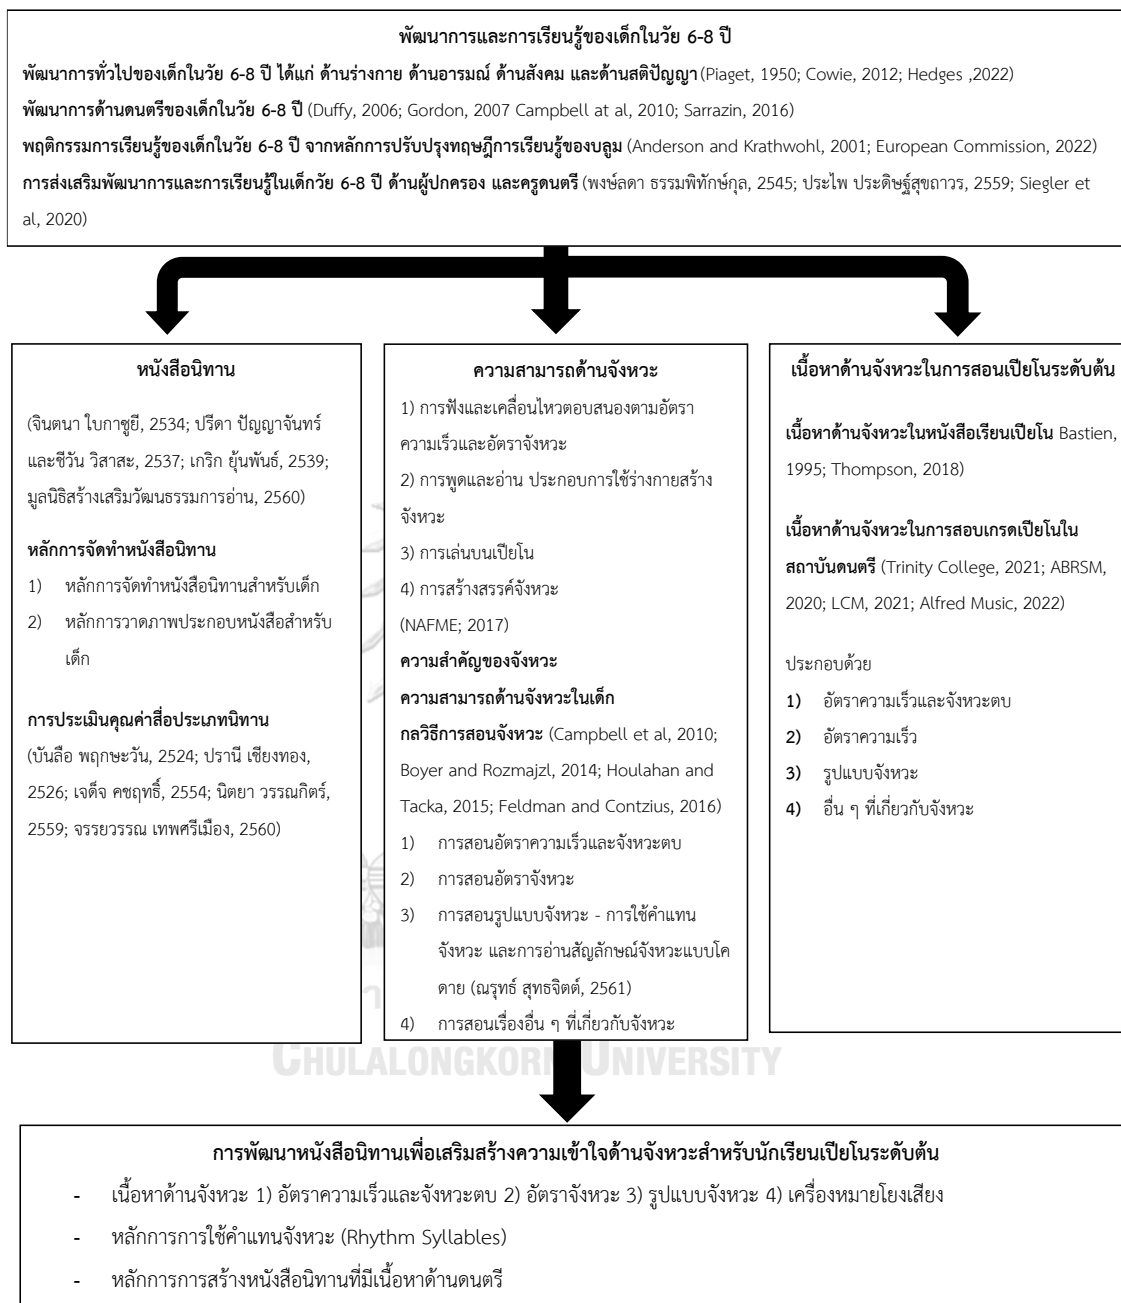 พัฒนาการและการเรียนรู้ของเด็กในวัย 6-8 ปี
พัฒนาการทั่วไปของเด็กในวัย 6-8 ปี ได้แก่ ด้านร่างกาย ด้านอารมณ์ ด้านสังคม และด้านสติปัญญา (Piaget, 1950; Cowie, 2012; Hedges ,2022)
พัฒนาการด้านดนตรีของเด็กในวัย 6-8 ปี (Duffy, 2006; Gordon, 2007 Campbell at al, 2010; Sarrazin, 2016)
พฤติกรรมการเรียนรู้ของเด็กในวัย 6-8 ปี จากหลักการปรับปรุงทฤษฎีการเรียนรู้ของบลูม (Anderson and Krathwohl, 2001; European Commission, 2022)
การส่งเสริมพัฒนาการและการเรียนรู้ในเด็กวัย 6-8 ปี ด้านผู้ปกครอง และครูดนตรี (พงษ์ลดา ธรรมพิทักษ์กุล, 2545; ประไพ ประดิษฐ์สุขถาวร, 2559; Siegler et
al, 2020)
หนังสือนิทาน
(จินตนา ใบกาซูยี, 2534; ปรีดา ปัญญาจันทร์
และชีวัน วิสาสะ, 2537; เกริก ยุ้นพันธ์, 2539;
มูลนิธิสร้างเสริมวัฒนธรรมการอ่าน, 2560)
หลักการจัดทำหนังสือนิทาน
1) หลักการจัดทำหนังสือนิทานสำหรับเด็ก
2) หลักการวาดภาพประกอบหนังสือสำหรับ
เด็ก
การประเมินคุณค่าสื่อประเภทนิทาน
(บันลือ พฤกษะวัน, 2524; ปรานี เชียงทอง,
2526; เจด็จ คชฤทธิ์, 2554; นิตยา วรรณกิตร์,
2559; จรรยวรรณ เทพศรีเมือง, 2560)
ความสามารถด้านจังหวะ
1) การฟังและเคลื่อนไหวตอบสนองตามอัตรา
ความเร็วและอัตราจังหวะ
2) การพูดและอ่าน ประกอบการใช้ร่างกายสร้าง
จังหวะ
3) การเล่นบนเปียโน
4) การสร้างสรรค์จังหวะ
(NAFME; 2017)
ความสำคัญของจังหวะ
ความสามารถด้านจังหวะในเด็ก
กลวิธีการสอนจังหวะ (Campbell et al, 2010;
Boyer and Rozmajzl, 2014; Houlahan and
Tacka, 2015; Feldman and Contzius, 2016)
1) การสอนอัตราความเร็วและจังหวะตบ
2) การสอนอัตราจังหวะ
3) การสอนรูปแบบจังหวะ - การใช้คำแทน
จังหวะ และการอ่านสัญลักษณ์จังหวะแบบโค
ดาย (ณรุทธ์ สุทธจิตต์, 2561)
4) การสอนเรื่องอื่น ๆ ที่เกี่ยวกับจังหวะ
เนื้อหาด้านจังหวะในการสอนเปียโนระดับต้น
เนื้อหาด้านจังหวะในหนังสือเรียนเปียโน Bastien,
1995; Thompson, 2018)
เนื้อหาด้านจังหวะในการสอบเกรดเปียโนใน
สถาบันดนตรี (Trinity College, 2021; ABRSM,
2020; LCM, 2021; Alfred Music, 2022)
ประกอบด้วย
1) อัตราความเร็วและจังหวะตบ
2) อัตราความเร็ว
3) รูปแบบจังหวะ
4) อื่น ๆ ที่เกี่ยวกับจังหวะ
CHULALONGKORN UNIVERSITY
การพัฒนาหนังสือนิทานเพื่อเสริมสร้างความเข้าใจด้านจังหวะสำหรับนักเรียนเปียโนระดับต้น
- เนื้อหาด้านจังหวะ 1) อัตราความเร็วและจังหวะตบ 2) อัตราจังหวะ 3) รูปแบบจังหวะ 4) เครื่องหมายโยงเสียง
- หลักการการใช้คำแทนจังหวะ (Rhythm Syllables)
- หลักการการสร้างหนังสือนิทานที่มีเนื้อหาด้านดนตรี